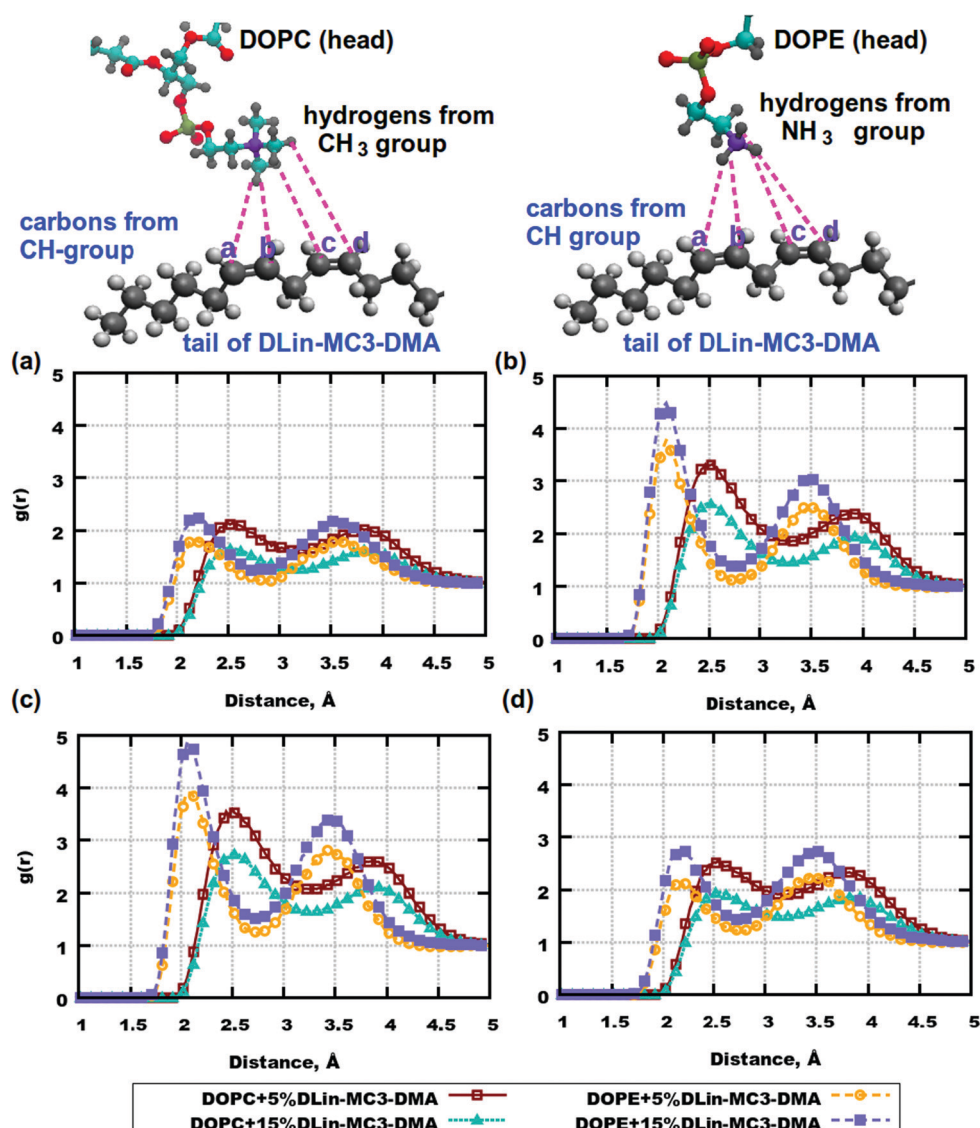 DOPC (head)
hydrogens from
CH3 group
carbons from
CH-group
a b c d
tail of DLin-MC3-DMA
DOPE (head)
hydrogens from
NH3 group
carbons from
CH group
a b c d
tail of DLin-MC3-DMA
(a)
5
4
3
2
1
0
g(r)
1 1.5 2 2.5 3 3.5 4 4.5 5
Distance, Å
(b)
5
4
3
2
1
0
1 1.5 2 2.5 3 3.5 4 4.5 5
Distance, Å
(c)
5
4
3
2
1
0
g(r)
1 1.5 2 2.5 3 3.5 4 4.5 5
Distance, Å
(d)
5
4
3
2
1
0
1 1.5 2 2.5 3 3.5 4 4.5 5
Distance, Å
DOPC+5%DLin-MC3-DMA DOPE+5%DLin-MC3-DMA
DOPC+15%DLin-MC3-DMA DOPE+15%DLin-MC3-DMA